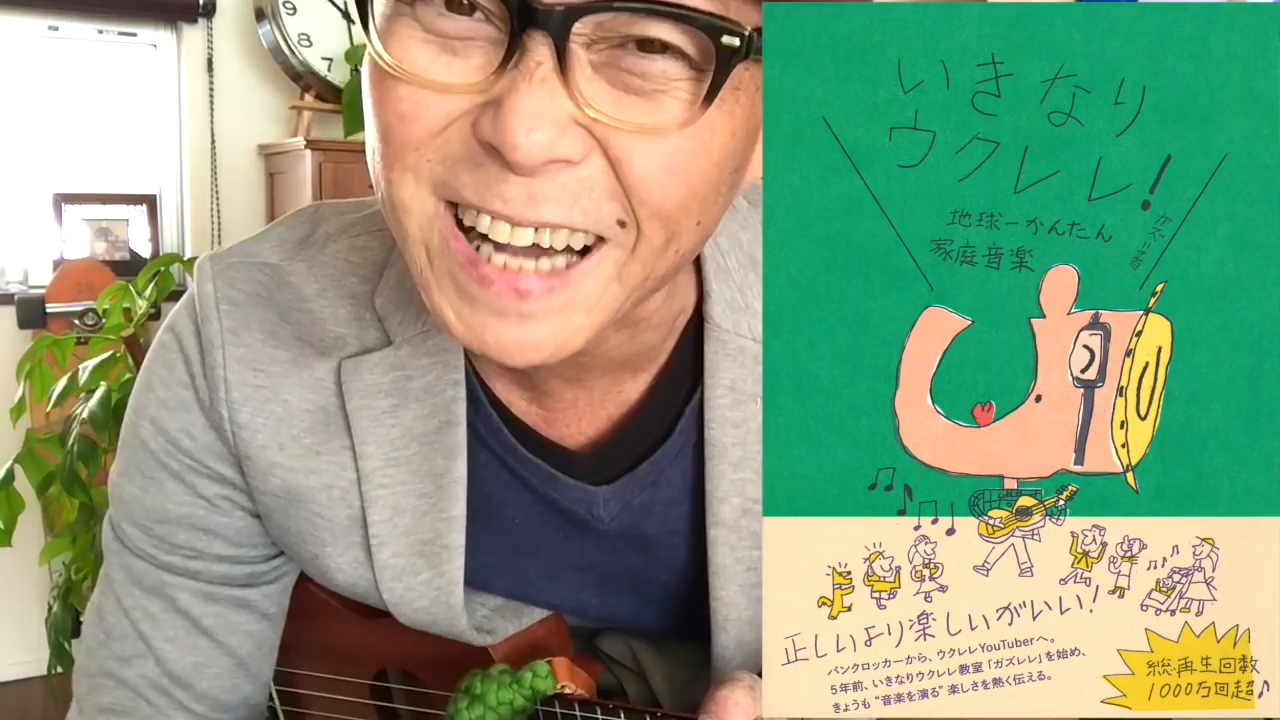 9
8
7
いきなり
ウクレレ!
地球一かんたん
家庭音楽
ガズ 著
正しいより楽しいがいい!
パンクロッカーから、ウクレレYouTuberへ。
5年前、いきなりウクレレ教室「ガズレレ」を始め、
きょうも“音楽を演る”楽しさを熱く伝える。
総再生回数
1000万回超♪